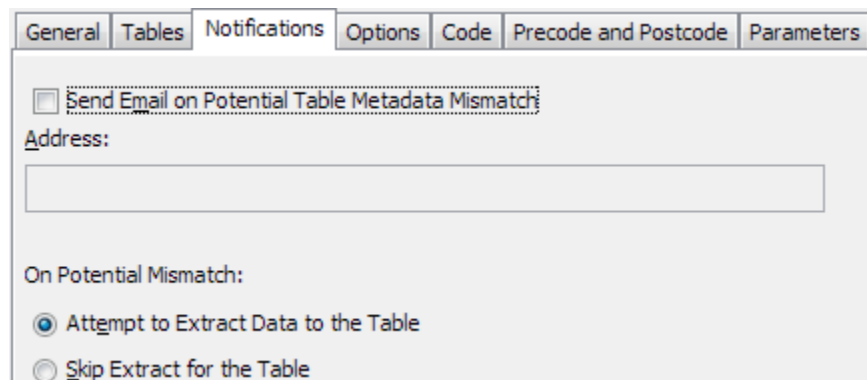 General Tables Notifications Options Code Precode and Postcode Parameters
Send Email on Potential Table Metadata Mismatch
Address:
On Potential Mismatch:
Attempt to Extract Data to the Table
Skip Extract for the Table